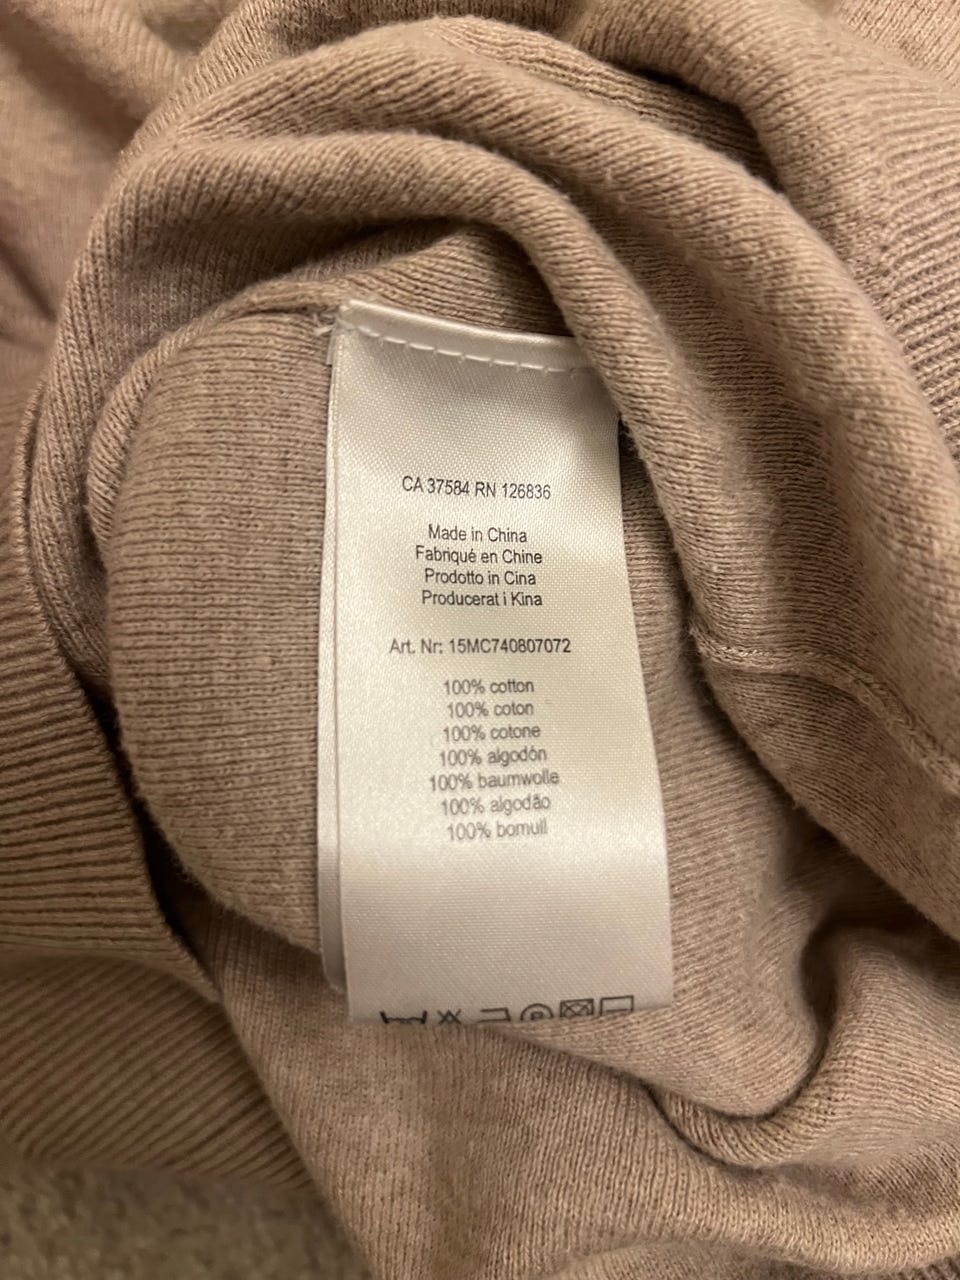 CA 37584 RN 126836
Made in China
Fabriqué en Chine
Prodotto in Cina
Producerat i Kina
Art. Nr: 15MC740807072
100% cotton
100% coton
100% cotone
100% algodón
100% baumwolle
100% algodão
100% bomull